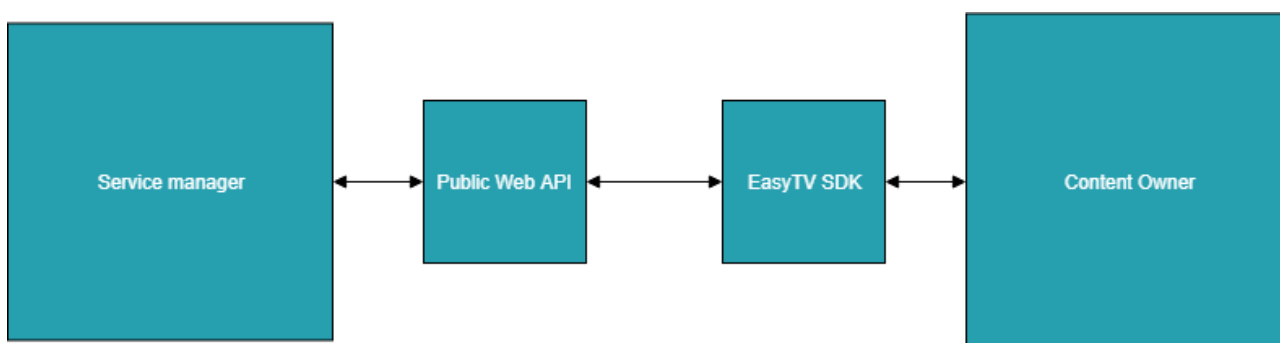 Service manager
Public Web API
EasyTV SDK
Content Owner